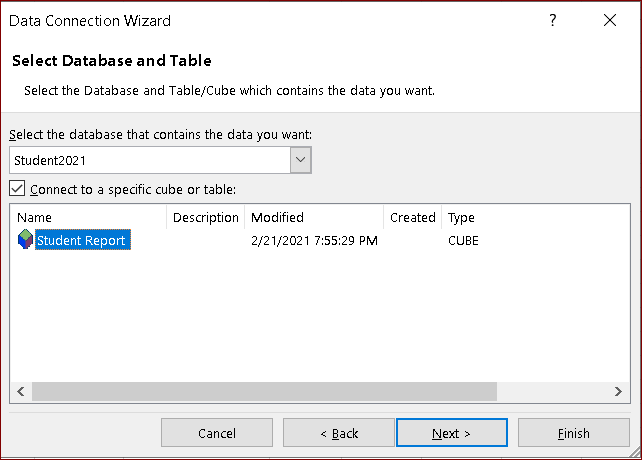 Data Connection Wizard ?
Select Database and Table
Select the Database and Table/Cube which contains the data you want.
Select the database that contains the data you want:
Student2021
Connect to a specific cube or table:
Name Description Modified Created Type
Student Report 2/21/2021 7:55:29 PM CUBE
Cancel < Back Next > Finish